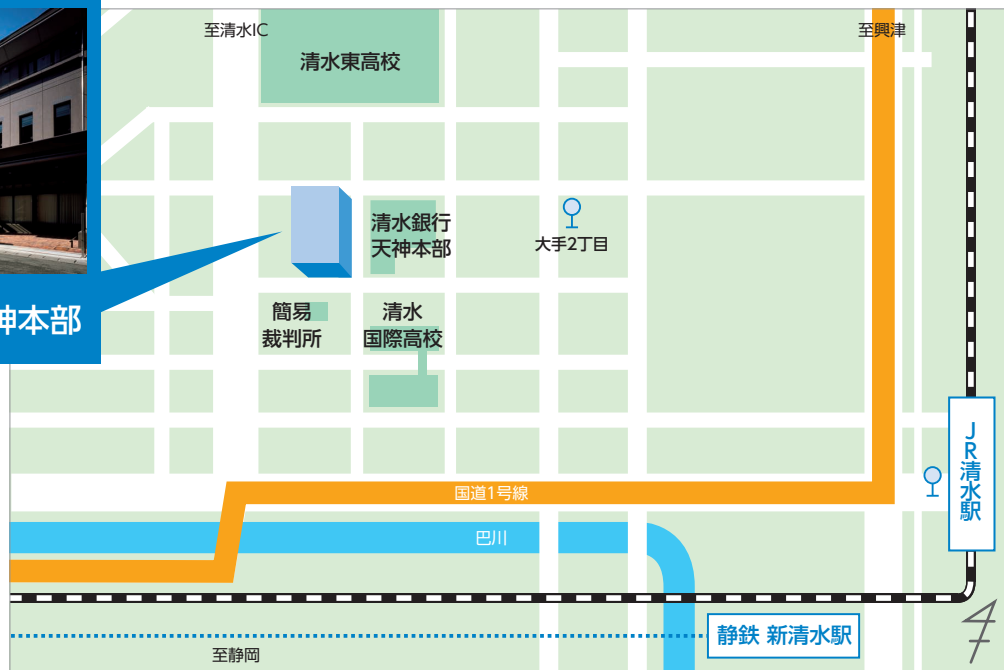 至清水IC
至興津
清水東高校
清水銀行
天神本部
大手2丁目
神本部
簡易
裁判所
清水
国際高校
JR清水駅
国道1号線
巴川
静鉄 新清水駅
至静岡